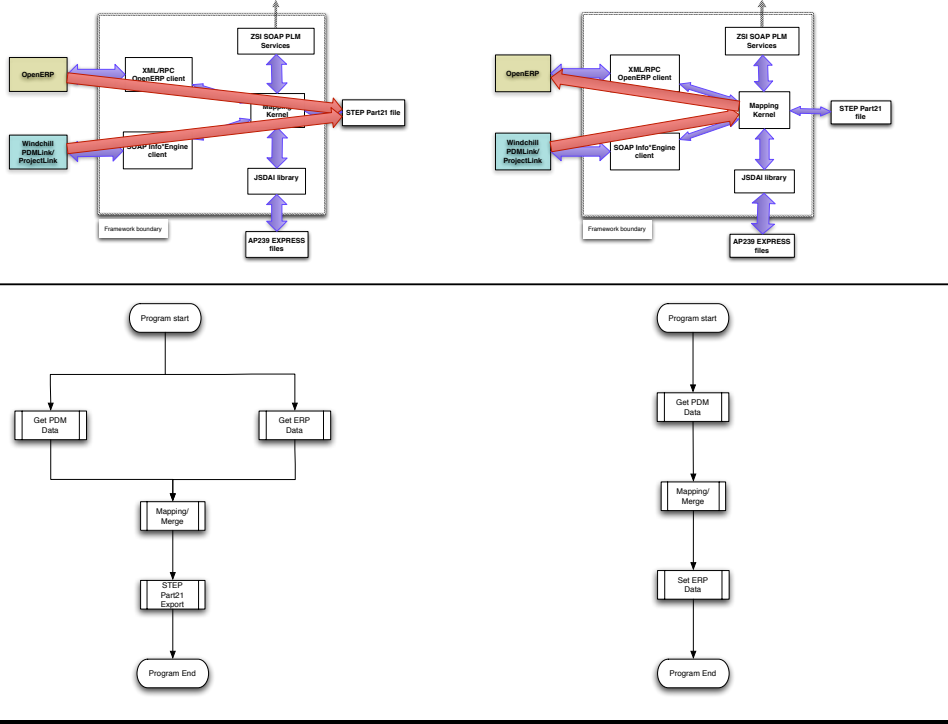 ZSI SOAP PLM
Services
OpenERP
XML/RPC
OpenERP client
Mapping
Kernel
STEP Part21 file
Windchill
PDMLink/
ProjectLink
SOAP Info*Engine
client
JSDAI library
Framework boundary
AP239 EXPRESS
files
ZSI SOAP PLM
Services
OpenERP
XML/RPC
OpenERP client
Mapping
Kernel
STEP Part21
file
Windchill
PDMLink/
ProjectLink
SOAP Info*Engine
client
JSDAI library
Framework boundary
AP239 EXPRESS
files
Program start
Get PDM
Data
Get ERP
Data
Mapping/
Merge
STEP
Part21
Export
Program End
Program start
Get PDM
Data
Mapping/
Merge
Set ERP
Data
Program End